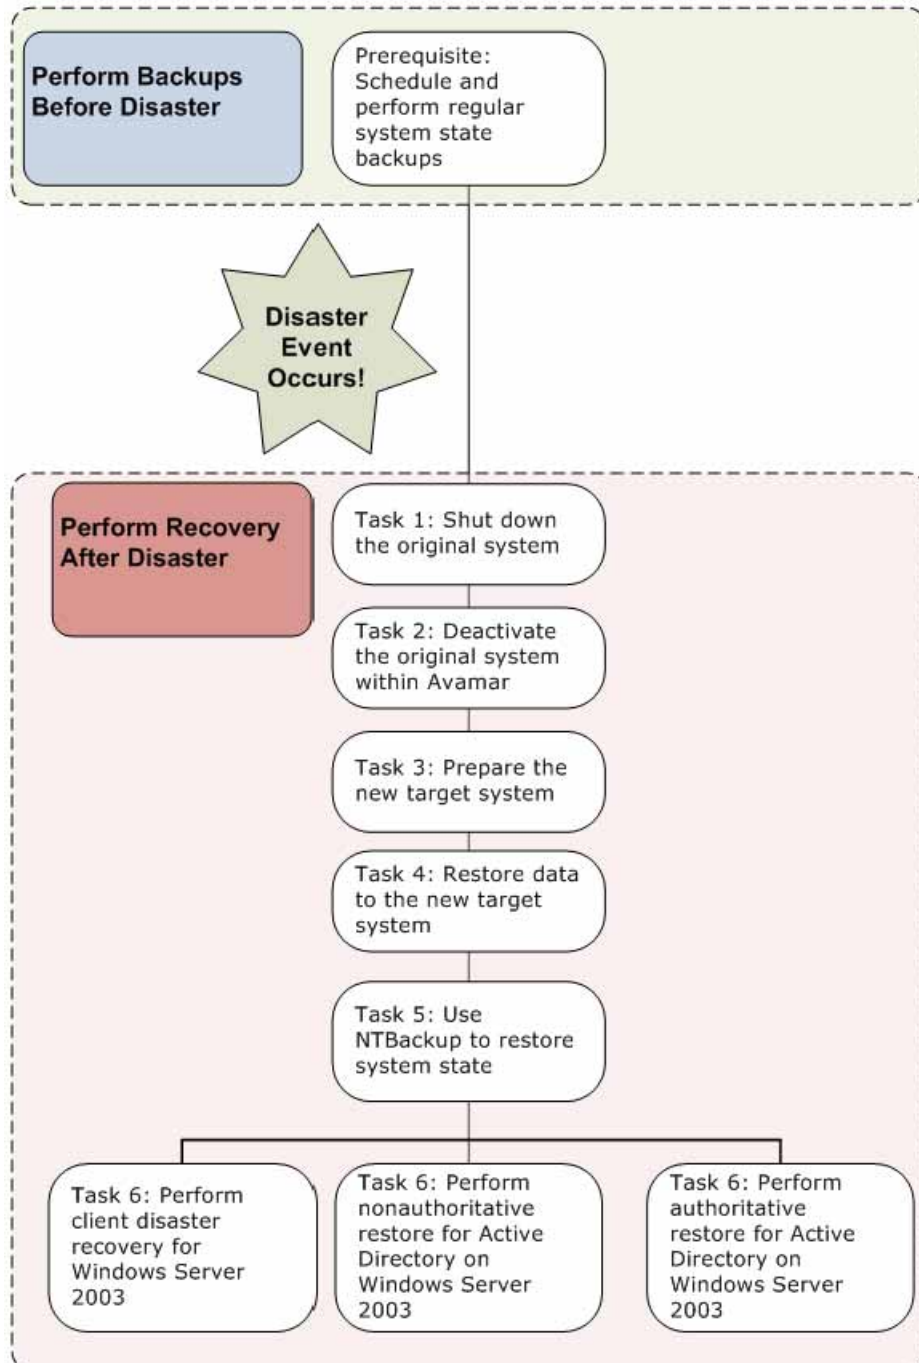 Perform Backups
Before Disaster
Prerequisite:
Schedule and
perform regular
system state
backups
Disaster
Event
Occurs!
Perform Recovery
After Disaster
Task 1: Shut down
the original system
Task 2: Deactivate
the original system
within Avamar
Task 3: Prepare the
new target system
Task 4: Restore data
to the new target
system
Task 5: Use
NTBackup to restore
system state
Task 6: Perform
client disaster
recovery for
Windows Server
2003
Task 6: Perform
nonauthoritative
restore for Active
Directory on
Windows Server
2003
Task 6: Perform
authoritative
restore for Active
Directory on
Windows Server
2003